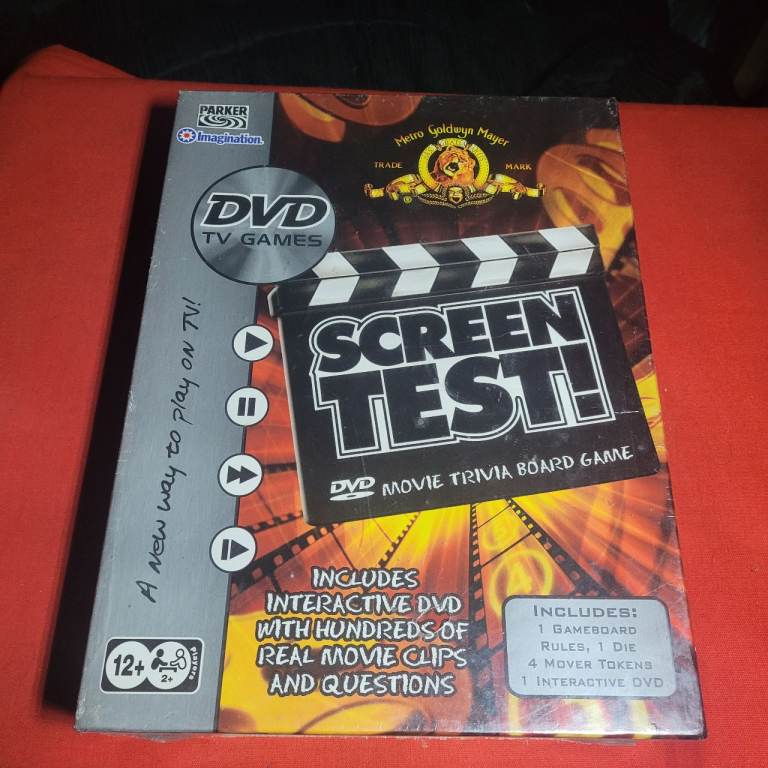 PARKER
Imagination.
Metro Goldwyn Mayer
TRADE MARK
DVD
TV GAMES
SCREEN
TEST!
DVD MOVIE TRIVIA BOARD GAME
A New way to play on TV!
INCLUDES
INTERACTIVE DVD
WITH HUNDREDS OF
REAL MOVIE CLIPS
AND QUESTIONS
INCLUDES:
1 GAMEBOARD
RULES, 1 DIE
4 MOVER TOKENS
1 INTERACTIVE DVD
12+
2+
PLAYERS